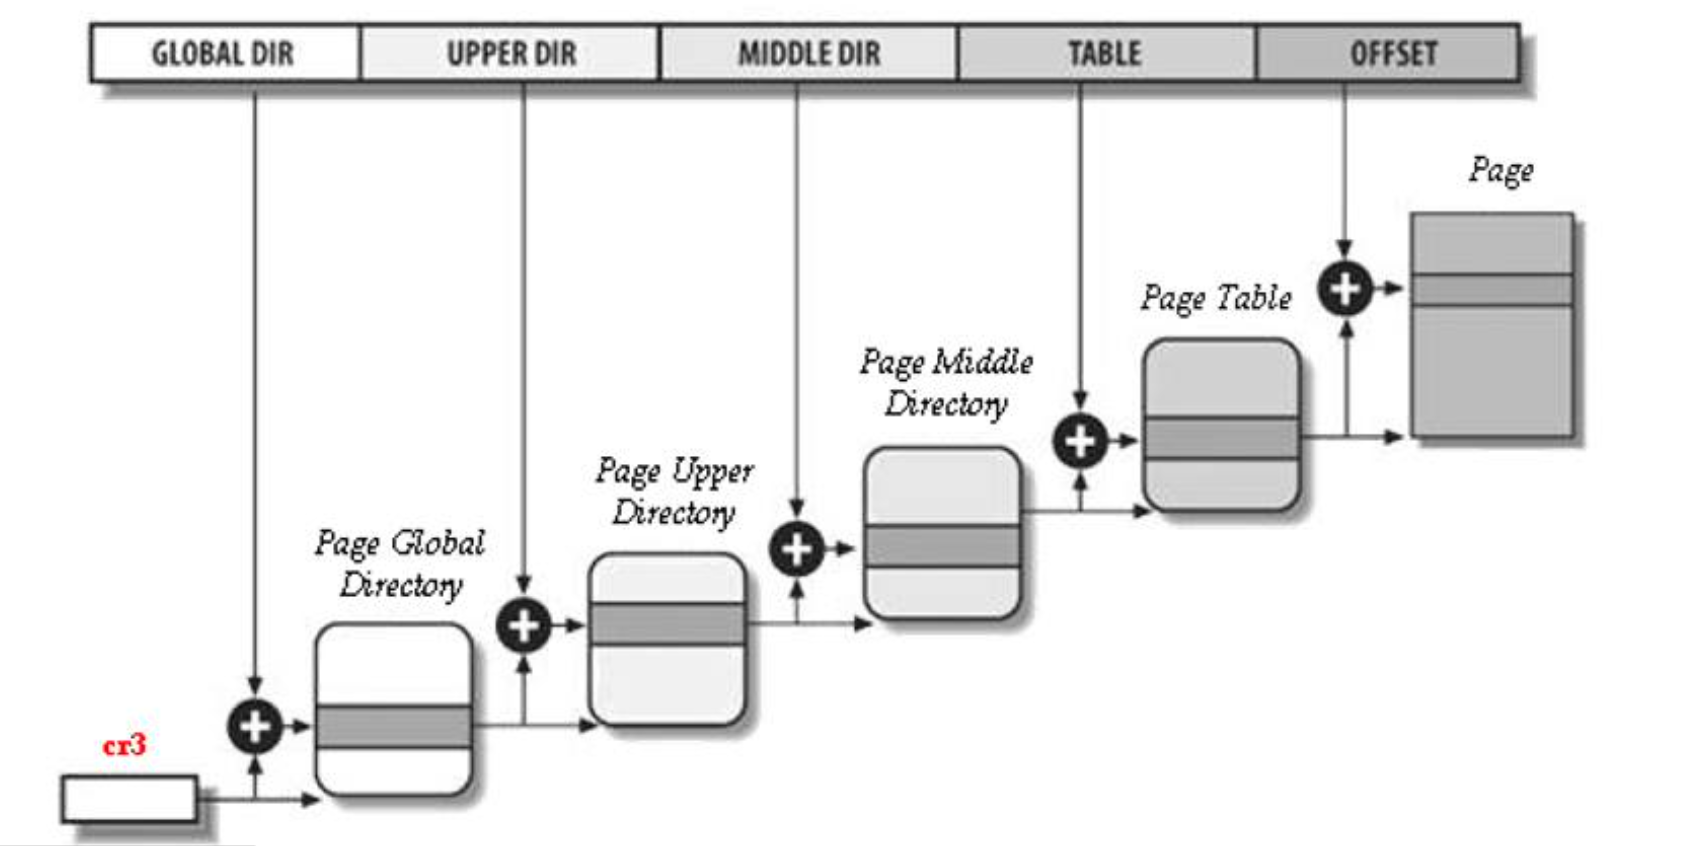 GLOBAL DIR
UPPER DIR
MIDDLE DIR
TABLE
OFFSET
Page
Page Table
Page Middle
Directory
Page Upper
Directory
Page Global
Directory
cr3